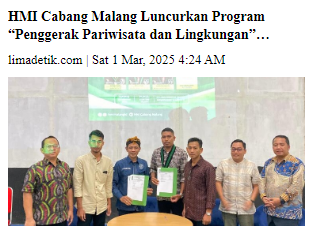 HMI Cabang Malang Luncurkan Program
“Penggerak Pariwisata dan Lingkungan”…
limadetik.com | Sat 1 Mar, 2025 4:24 AM